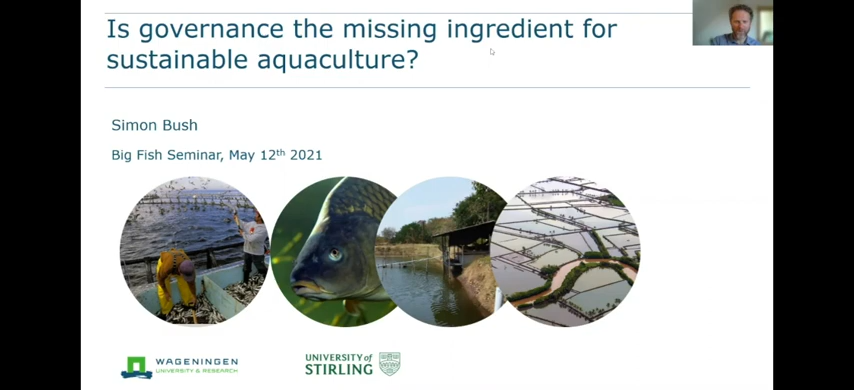 Is governance the missing ingredient for
sustainable aquaculture?
Simon Bush
Big Fish Seminar, May 12th 2021
WAGENINGEN
UNIVERSITY & RESEARCH
UNIVERSITY of
STIRLING